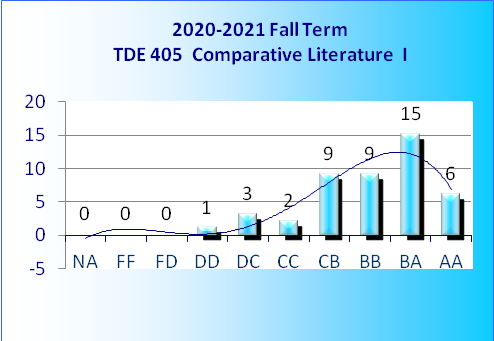 2020-2021 Fall Term
TDE 405 Comparative Literature I
20
15
10
5
0
-5
0 0 0 1 3 2 9 9 15 6
NA FF FD DD DC CC CB BB BA AA